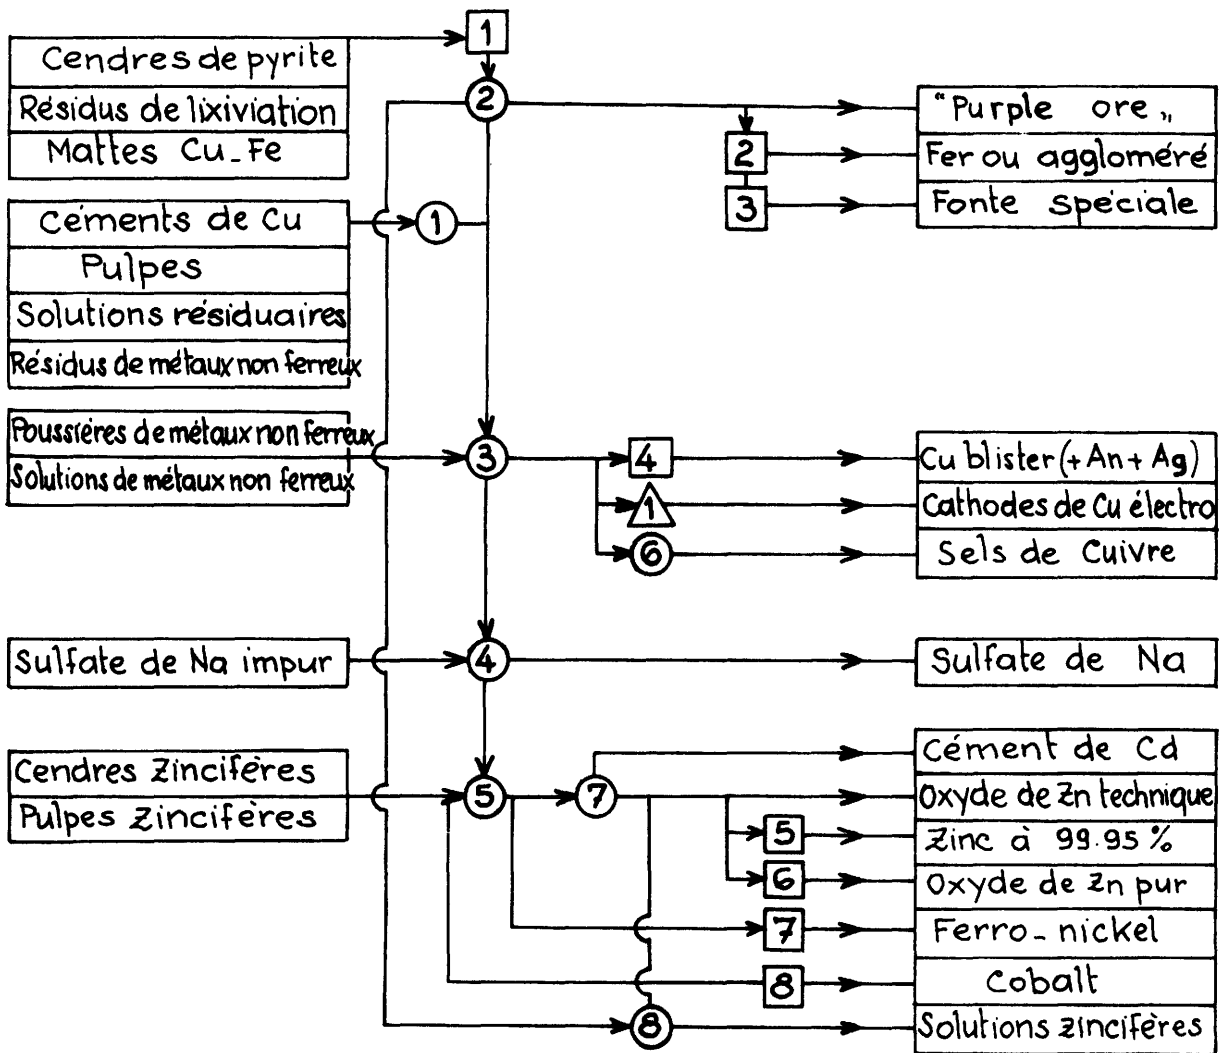 1
Cendres de pyrite
Résidus de lixiviation
Mattes Cu-Fe
2
"Purple ore„
2
Fer ou aggloméré
3
Fonte spéciale
Céments de Cu
1
Pulpes
Solutions résiduaires
Résidus de métaux non ferreux
Poussières de métaux non ferreux
Solutions de métaux non ferreux
3
4
Cu blister (+An+Ag)
1
Cathodes de Cu électro
6
Sels de Cuivre
Sulfate de Na impur
4
Sulfate de Na
Cendres Zincifères
Pulpes Zincifères
5
7
Cément de Cd
Oxyde de Zn technique
5
Zinc à 99.95 %
6
Oxyde de Zn pur
7
Ferro-nickel
8
Cobalt
8
Solutions zincifères